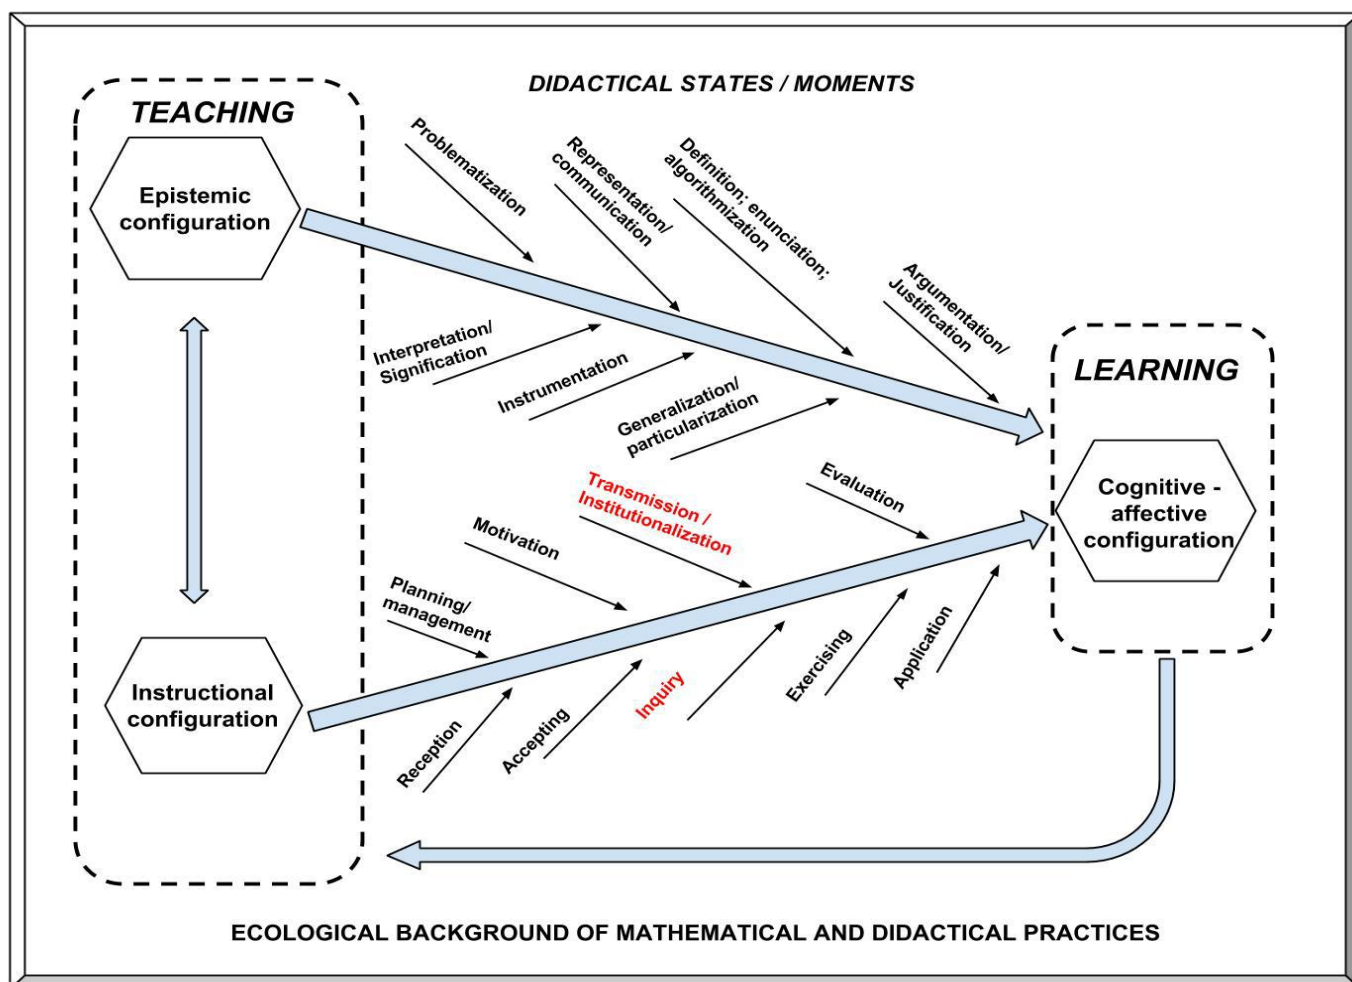 DIDACTICAL STATES / MOMENTS
TEACHING
Epistemic
configuration
Problematization
Representation/
communication
Definition; enunciation;
algorithmization
Argumentation/
Justification
Interpretation/
Signification
Instrumentation
Generalization/
particularization
LEARNING
Cognitive -
affective
configuration
Transmission /
Institutionalization
Evaluation
Motivation
Planning/
management
Instructional
configuration
Reception
Accepting
Inquiry
Exercising
Application
ECOLOGICAL BACKGROUND OF MATHEMATICAL AND DIDACTICAL PRACTICES